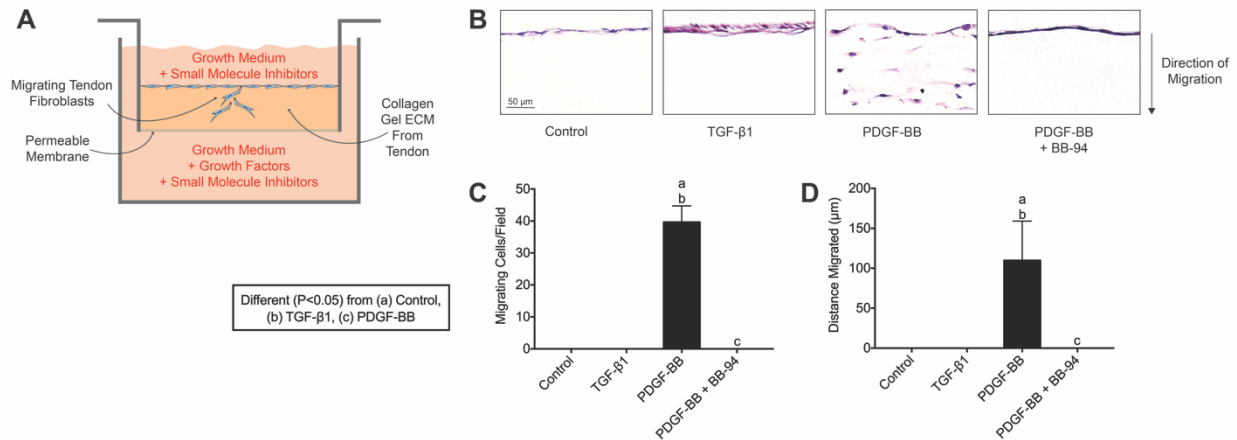 A
Growth Medium
+ Small Molecule Inhibitors
Migrating Tendon
Fibroblasts
Collagen
Gel ECM
From
Tendon
Permeable
Membrane
Growth Medium
+ Growth Factors
+ Small Molecule Inhibitors
B
50 µm
Direction of
Migration
Control
TGF-β1
PDGF-BB
PDGF-BB
+ BB-94
Different (P<0.05) from (a) Control,
(b) TGF-β1, (c) PDGF-BB
C
Migrating Cells/Field
50
40
30
20
10
0
a
b
c
Control
TGF-β1
PDGF-BB
PDGF-BB + BB-94
D
Distance Migrated (µm)
200
150
100
50
0
a
b
c
Control
TGF-β1
PDGF-BB
PDGF-BB + BB-94